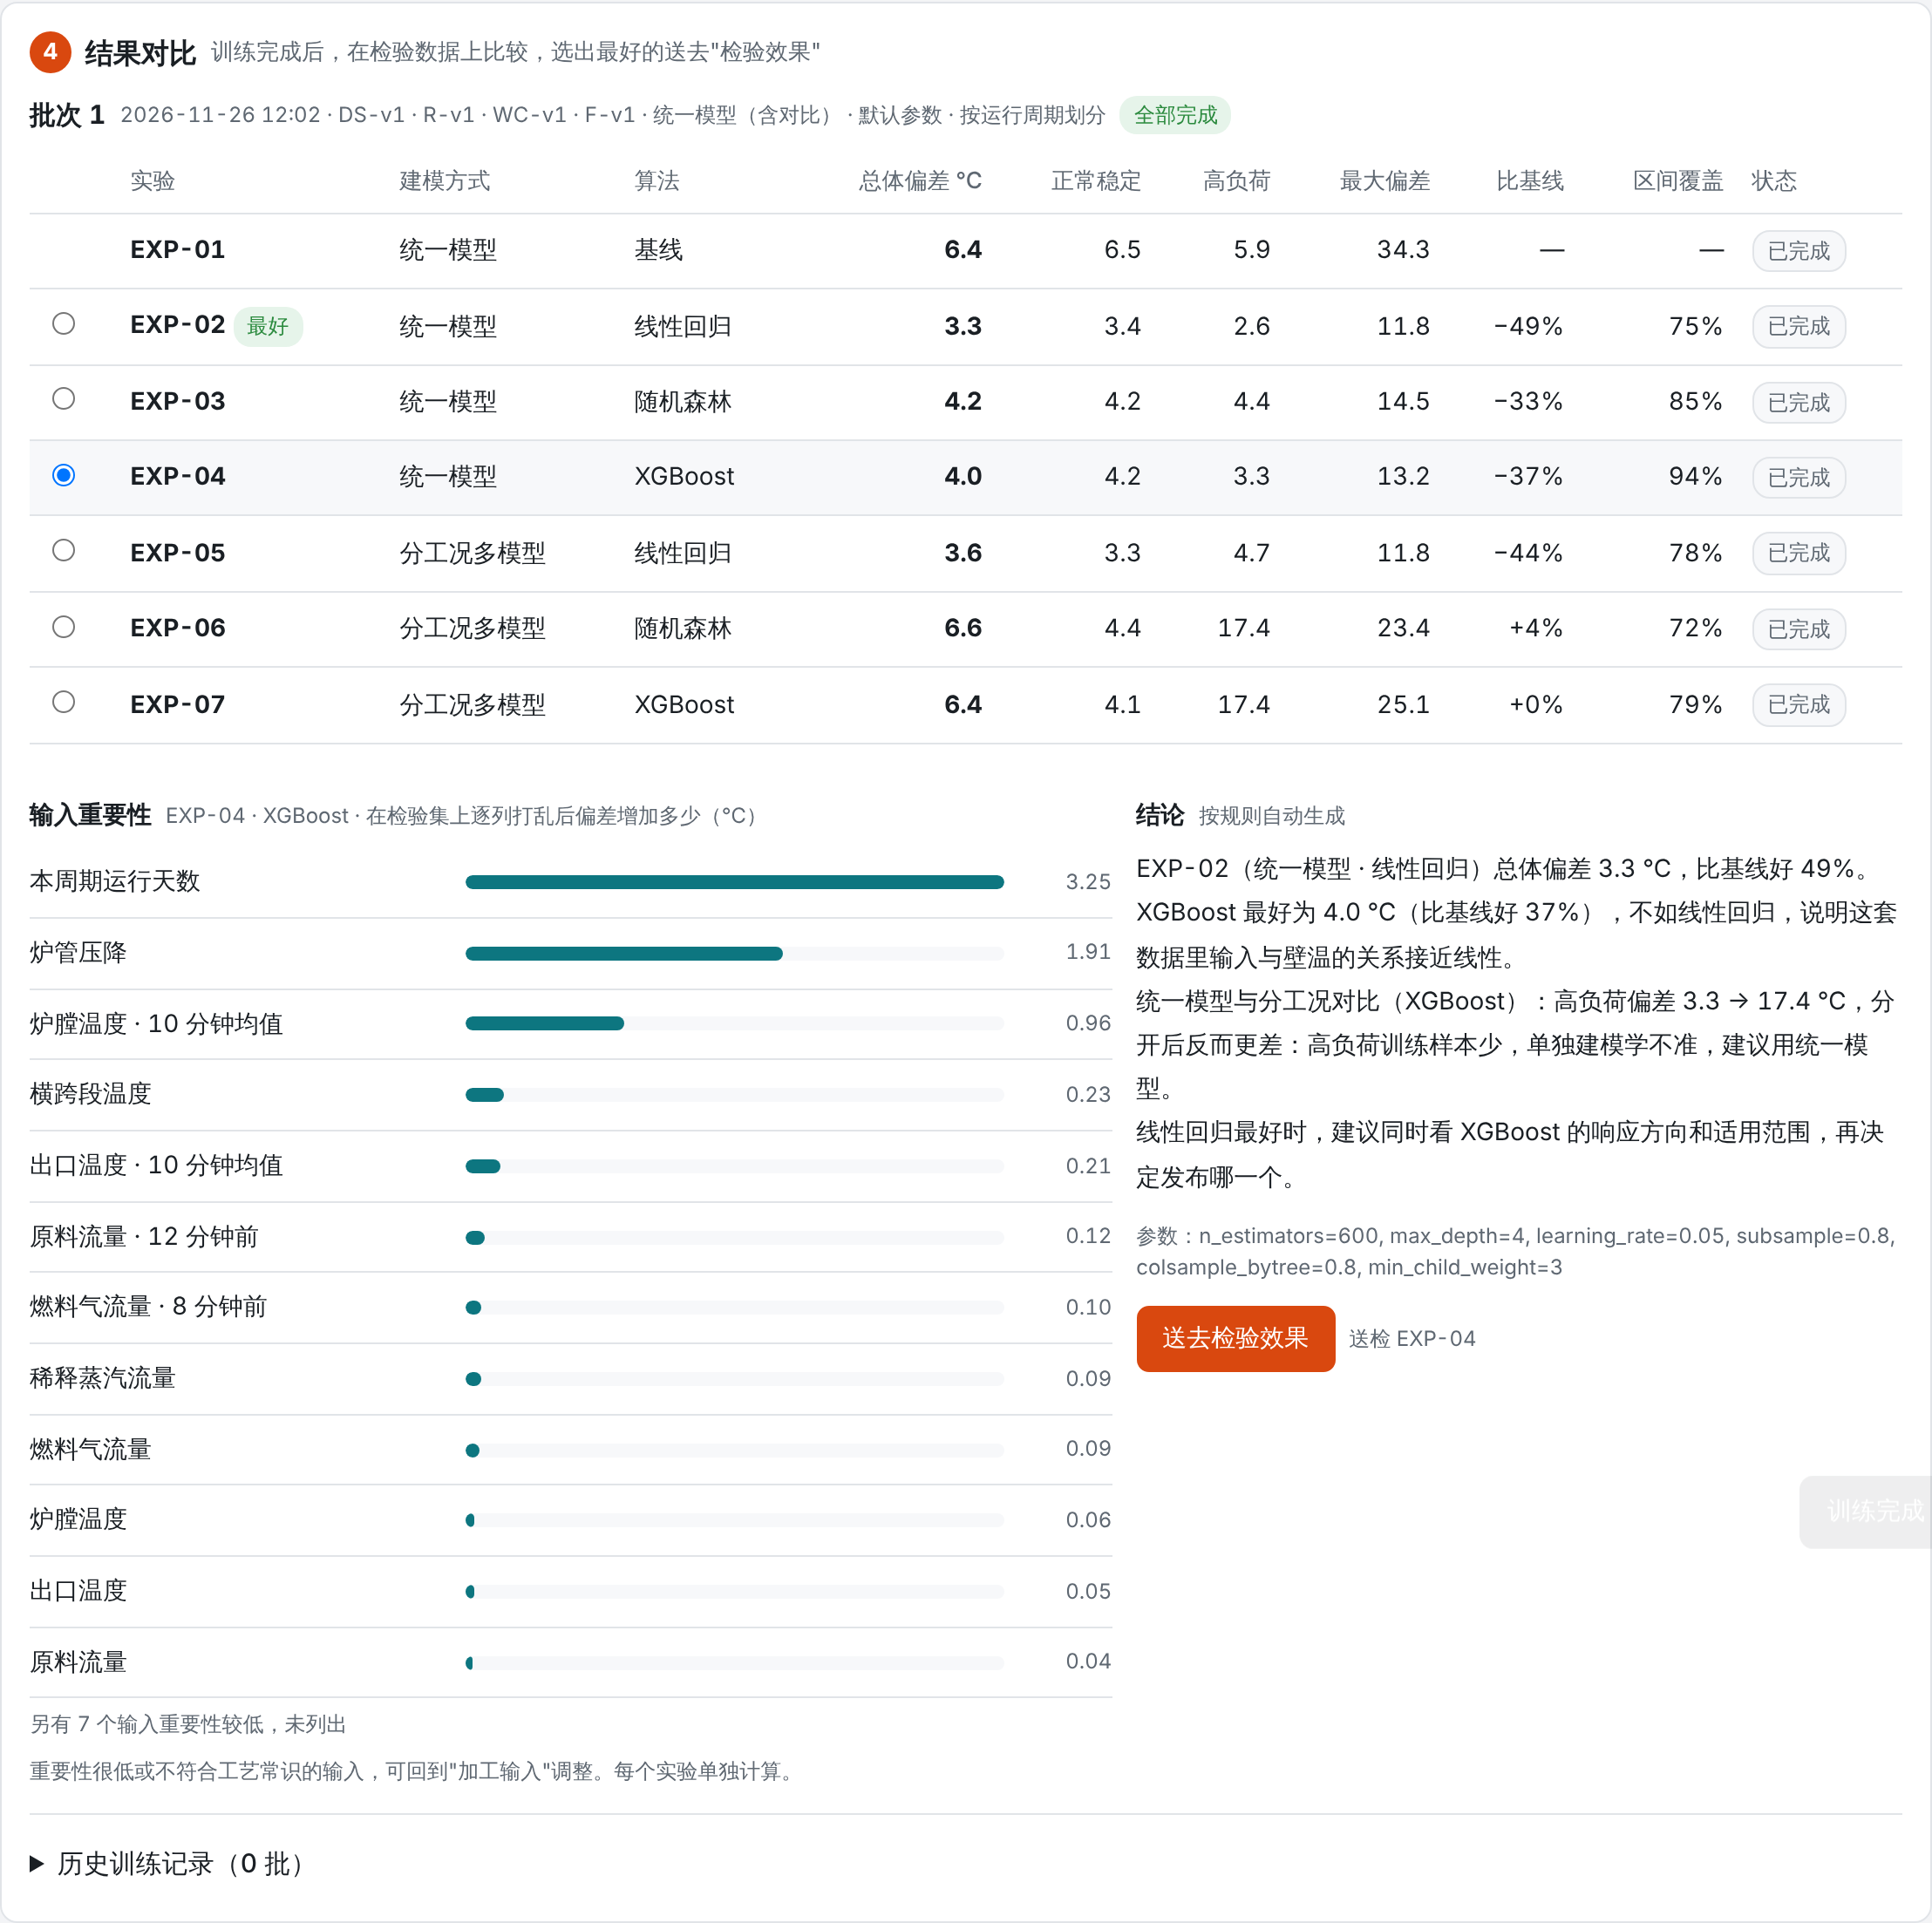 4 结果对比 训练完成后，在检验数据上比较，选出最好的送去"检验效果"
批次 1 2026-11-26 12:02 · DS-v1 · R-v1 · WC-v1 · F-v1 · 统一模型（含对比） · 默认参数 · 按运行周期划分 全部完成
实验 建模方式 算法 总体偏差 °C 正常稳定 高负荷 最大偏差 比基线 区间覆盖 状态
EXP-01 统一模型 基线 6.4 6.5 5.9 34.3 — — 已完成
EXP-02 最好 统一模型 线性回归 3.3 3.4 2.6 11.8 −49% 75% 已完成
EXP-03 统一模型 随机森林 4.2 4.2 4.4 14.5 −33% 85% 已完成
EXP-04 统一模型 XGBoost 4.0 4.2 3.3 13.2 −37% 94% 已完成
EXP-05 分工况多模型 线性回归 3.6 3.3 4.7 11.8 −44% 78% 已完成
EXP-06 分工况多模型 随机森林 6.6 4.4 17.4 23.4 +4% 72% 已完成
EXP-07 分工况多模型 XGBoost 6.4 4.1 17.4 25.1 +0% 79% 已完成
输入重要性 EXP-04 · XGBoost · 在检验集上逐列打乱后偏差增加多少（°C）
本周期运行天数 3.25
炉管压降 1.91
炉膛温度 · 10 分钟均值 0.96
横跨段温度 0.23
出口温度 · 10 分钟均值 0.21
原料流量 · 12 分钟前 0.12
燃料气流量 · 8 分钟前 0.10
稀释蒸汽流量 0.09
燃料气流量 0.09
炉膛温度 0.06
出口温度 0.05
原料流量 0.04
另有 7 个输入重要性较低，未列出
重要性很低或不符合工艺常识的输入，可回到"加工输入"调整。每个实验单独计算。
结论 按规则自动生成
EXP-02（统一模型 · 线性回归）总体偏差 3.3 °C，比基线好 49%。
XGBoost 最好为 4.0 °C（比基线好 37%），不如线性回归，说明这套
数据里输入与壁温的关系接近线性。
统一模型与分工况对比（XGBoost）：高负荷偏差 3.3 → 17.4 °C，分
开后反而更差：高负荷训练样本少，单独建模学不准，建议用统一模
型。
线性回归最好时，建议同时看 XGBoost 的响应方向和适用范围，再决
定发布哪一个。
参数：n_estimators=600, max_depth=4, learning_rate=0.05, subsample=0.8,
colsample_bytree=0.8, min_child_weight=3
送去检验效果 送检 EXP-04
训练完成
▶ 历史训练记录（0 批）